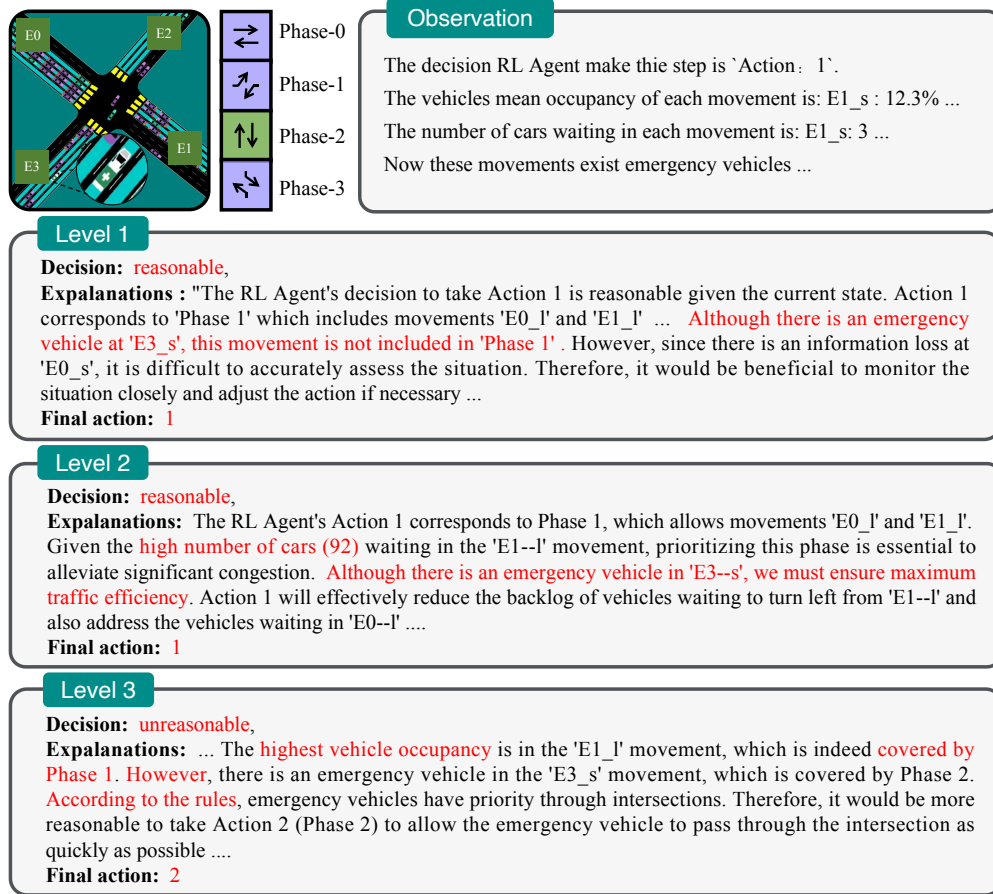 E0
E2
E3
E1
Phase-0
Phase-1
Phase-2
Phase-3
Observation
The decision RL Agent make thie step is `Action: 1`.
The vehicles mean occupancy of each movement is: E1_s : 12.3% ...
The number of cars waiting in each movement is: E1_s: 3 ...
Now these movements exist emergency vehicles ...
Level 1
Decision: reasonable,
Expalanations : "The RL Agent's decision to take Action 1 is reasonable given the current state. Action 1
corresponds to 'Phase 1' which includes movements 'E0_l' and 'E1_l' ... Although there is an emergency
vehicle at 'E3_s', this movement is not included in 'Phase 1' . However, since there is an information loss at
'E0_s', it is difficult to accurately assess the situation. Therefore, it would be beneficial to monitor the
situation closely and adjust the action if necessary ...
Final action: 1
Level 2
Decision: reasonable,
Expalanations: The RL Agent's Action 1 corresponds to Phase 1, which allows movements 'E0_l' and 'E1_l'.
Given the high number of cars (92) waiting in the 'E1--l' movement, prioritizing this phase is essential to
alleviate significant congestion. Although there is an emergency vehicle in 'E3--s', we must ensure maximum
traffic efficiency. Action 1 will effectively reduce the backlog of vehicles waiting to turn left from 'E1--l' and
also address the vehicles waiting in 'E0--l' ....
Final action: 1
Level 3
Decision: unreasonable,
Expalanations: ... The highest vehicle occupancy is in the 'E1_l' movement, which is indeed covered by
Phase 1. However, there is an emergency vehicle in the 'E3_s' movement, which is covered by Phase 2.
According to the rules, emergency vehicles have priority through intersections. Therefore, it would be more
reasonable to take Action 2 (Phase 2) to allow the emergency vehicle to pass through the intersection as
quickly as possible ....
Final action: 2